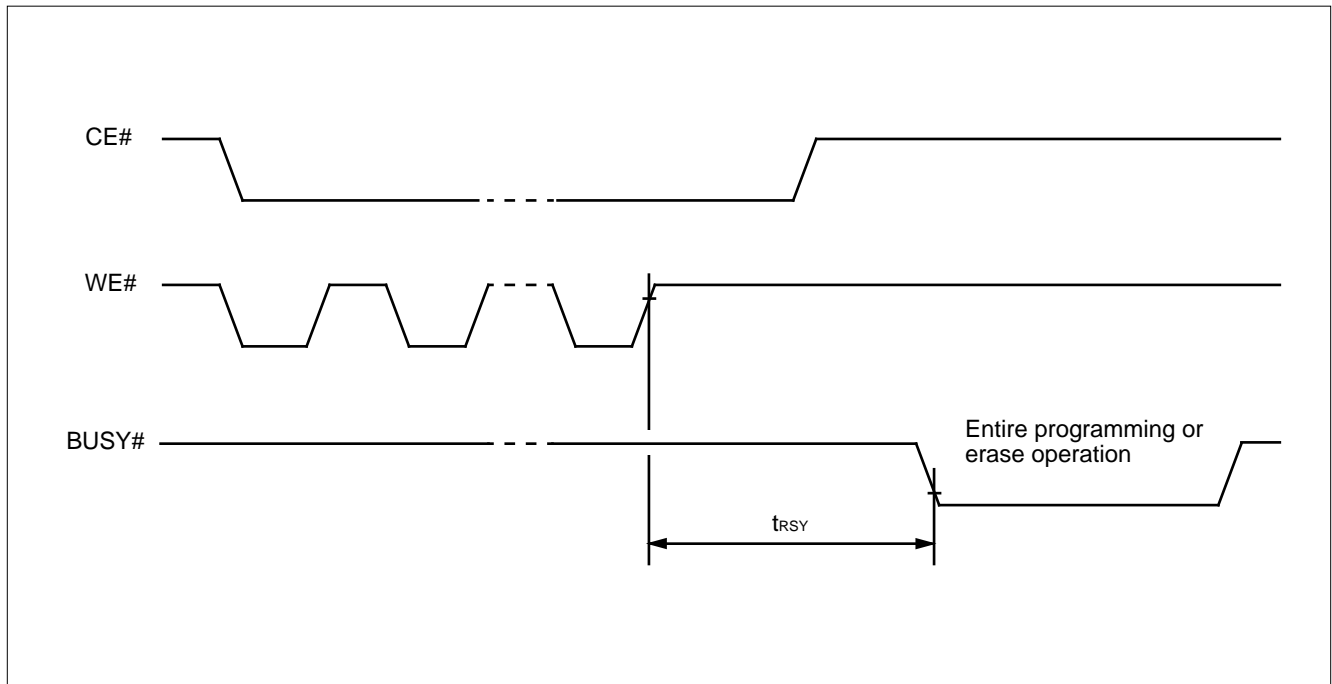 CE#
WE#
BUSY#
Entire programming or
erase operation
tRSY